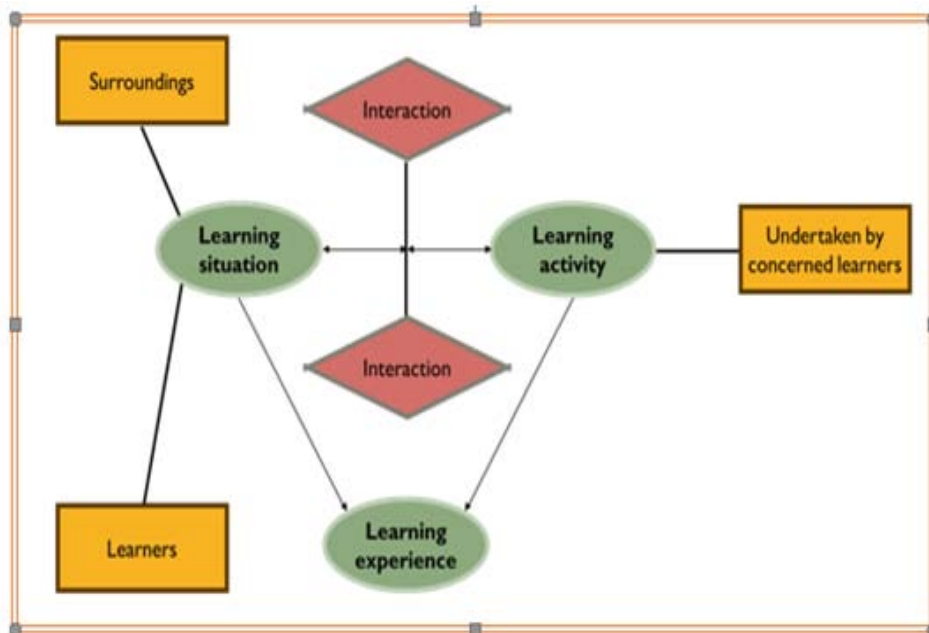 Surroundings
Interaction
Learning
situation
Learning
activity
Undertaken by
concerned learners
Interaction
Learners
Learning
experience